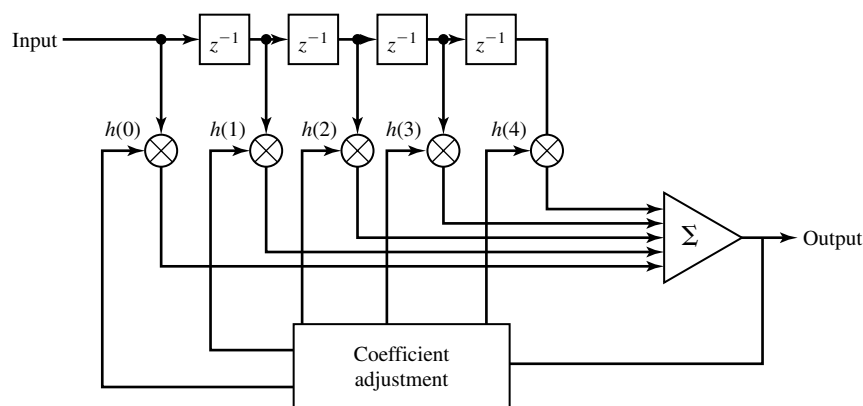 Input
z⁻¹
z⁻¹
z⁻¹
z⁻¹
h(0)
h(1)
h(2)
h(3)
h(4)
Σ
Output
Coefficient
adjustment